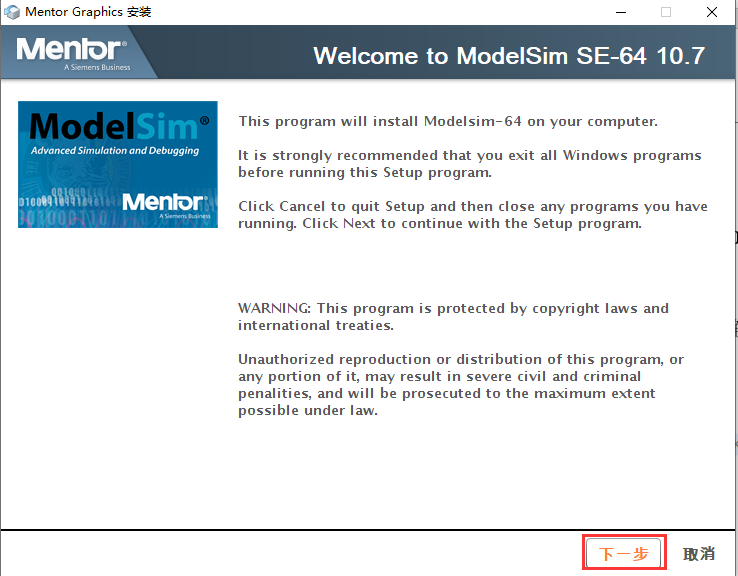 Mentor Graphics 安装
Mentor®
A Siemens Business
Welcome to ModelSim SE-64 10.7
ModelSim®
Advanced Simulation and Debugging
Mentor®
A Siemens Business
This program will install Modelsim-64 on your computer.
It is strongly recommended that you exit all Windows programs
before running this Setup program.
Click Cancel to quit Setup and then close any programs you have
running. Click Next to continue with the Setup program.
WARNING: This program is protected by copyright laws and
international treaties.
Unauthorized reproduction or distribution of this program, or
any portion of it, may result in severe civil and criminal
penalities, and will be prosecuted to the maximum extent
possible under law.
下一步 取消